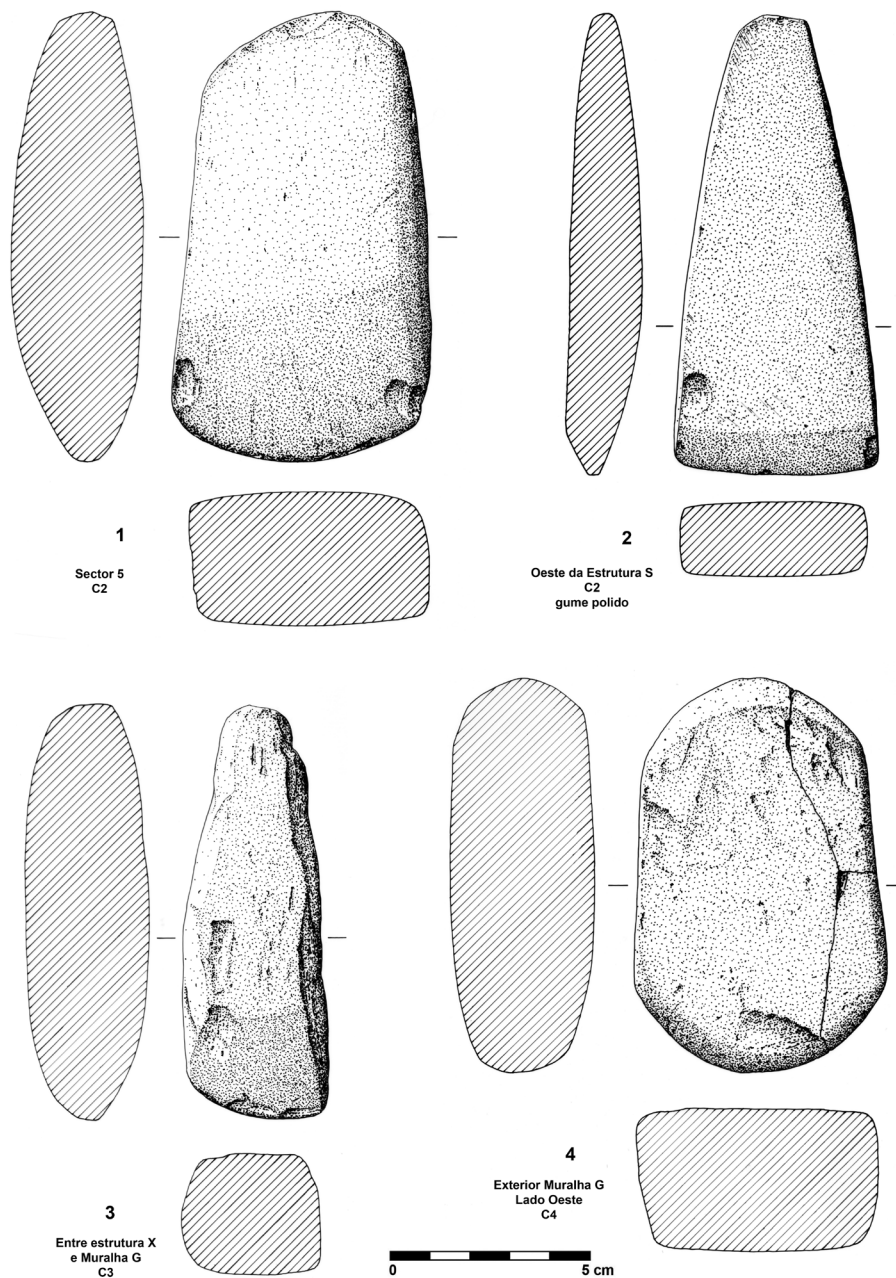 1
Sector 5
C2
2
Oeste da Estrutura S
C2
gume polido
3
Entre estrutura X
e Muralha G
C3
4
Exterior Muralha G
Lado Oeste
C4
0 5 cm